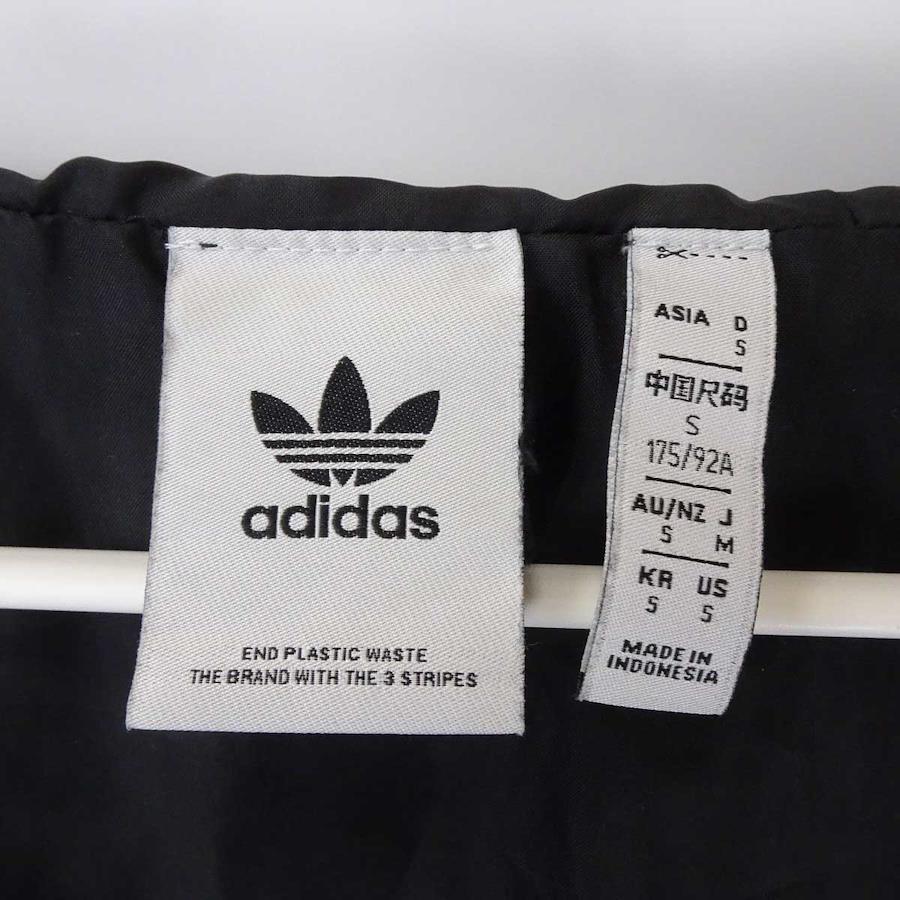 adidas
END PLASTIC WASTE
THE BRAND WITH THE 3 STRIPES
ASIA D
S
中国尺码
S
175/92A
AU/NZ J
S M
KR US
S S
MADE IN
INDONESIA